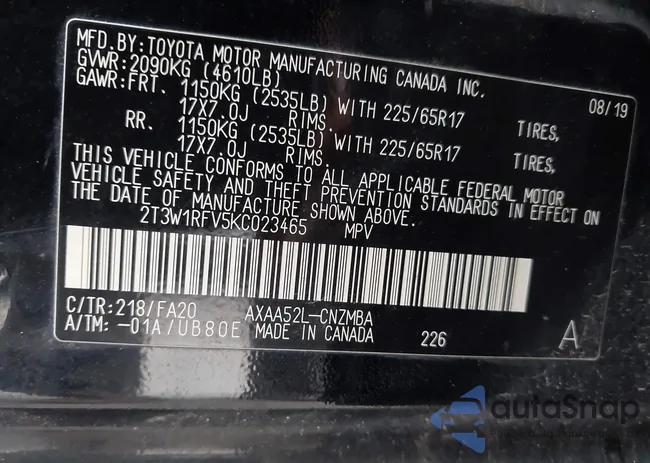 MFD.BY:TOYOTA MOTOR MANUFACTURING CANADA INC.
GVWR:2090KG (4610LB) 08/19
GAWR:FRT. 1150KG (2535LB) WITH 225/65R17 TIRES,
17X7.0J RIMS.
RR. 1150KG (2535LB) WITH 225/65R17 TIRES,
17X7.0J RIMS.
THIS VEHICLE CONFORMS TO ALL APPLICABLE FEDERAL MOTOR
VEHICLE SAFETY AND THEFT PREVENTION STANDARDS IN EFFECT ON
THE DATE OF MANUFACTURE SHOWN ABOVE.
2T3W1RFV5KC023465 MPV
C/TR:218/FA20 AXAA52L-CNZMBA
A/TM: -01A/UB80E MADE IN CANADA 226 A
autoSnap